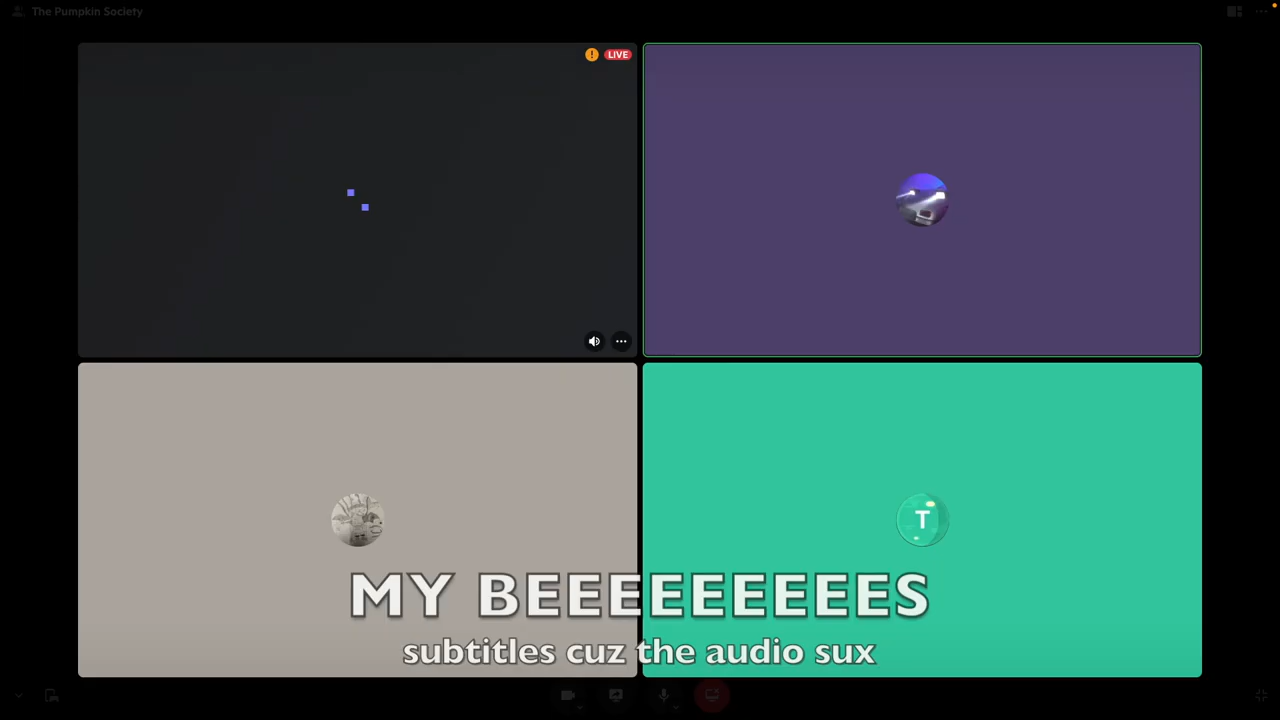 The Pumpkin Society
LIVE
T
MY BEEEEEEEEES
subtitles cuz the audio sux